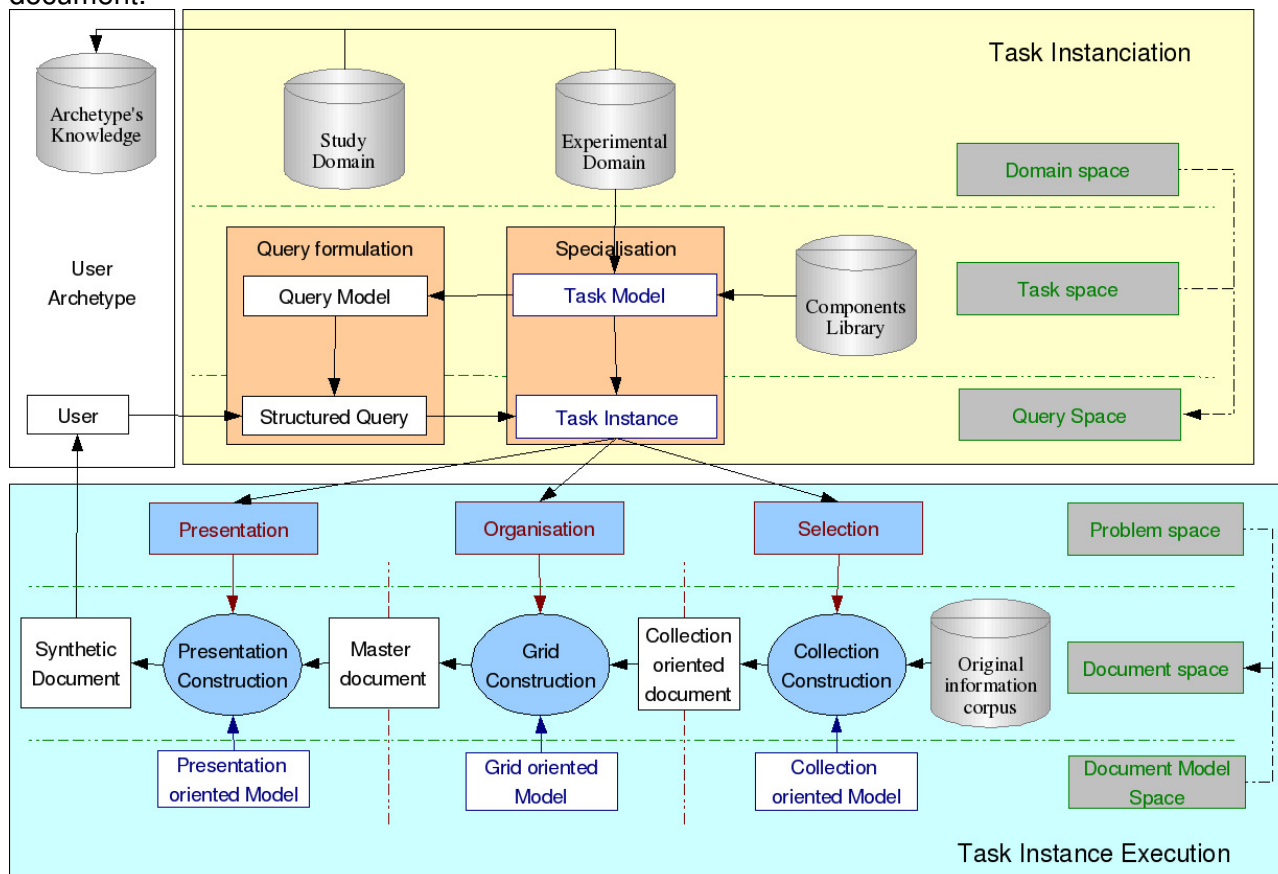 document.
Task Instanciation
Archetype's
Knowledge
Study
Domain
Experimental
Domain
Domain space
User
Archetype
Query formulation
Specialisation
Query Model
Task Model
Components
Library
Task space
User
Structured Query
Task Instance
Query Space
Presentation
Organisation
Selection
Problem space
Synthetic
Document
Presentation
Construction
Master
document
Grid
Construction
Collection
oriented
document
Collection
Construction
Original
information
corpus
Document space
Presentation
oriented Model
Grid oriented
Model
Collection
oriented Model
Document Model
Space
Task Instance Execution